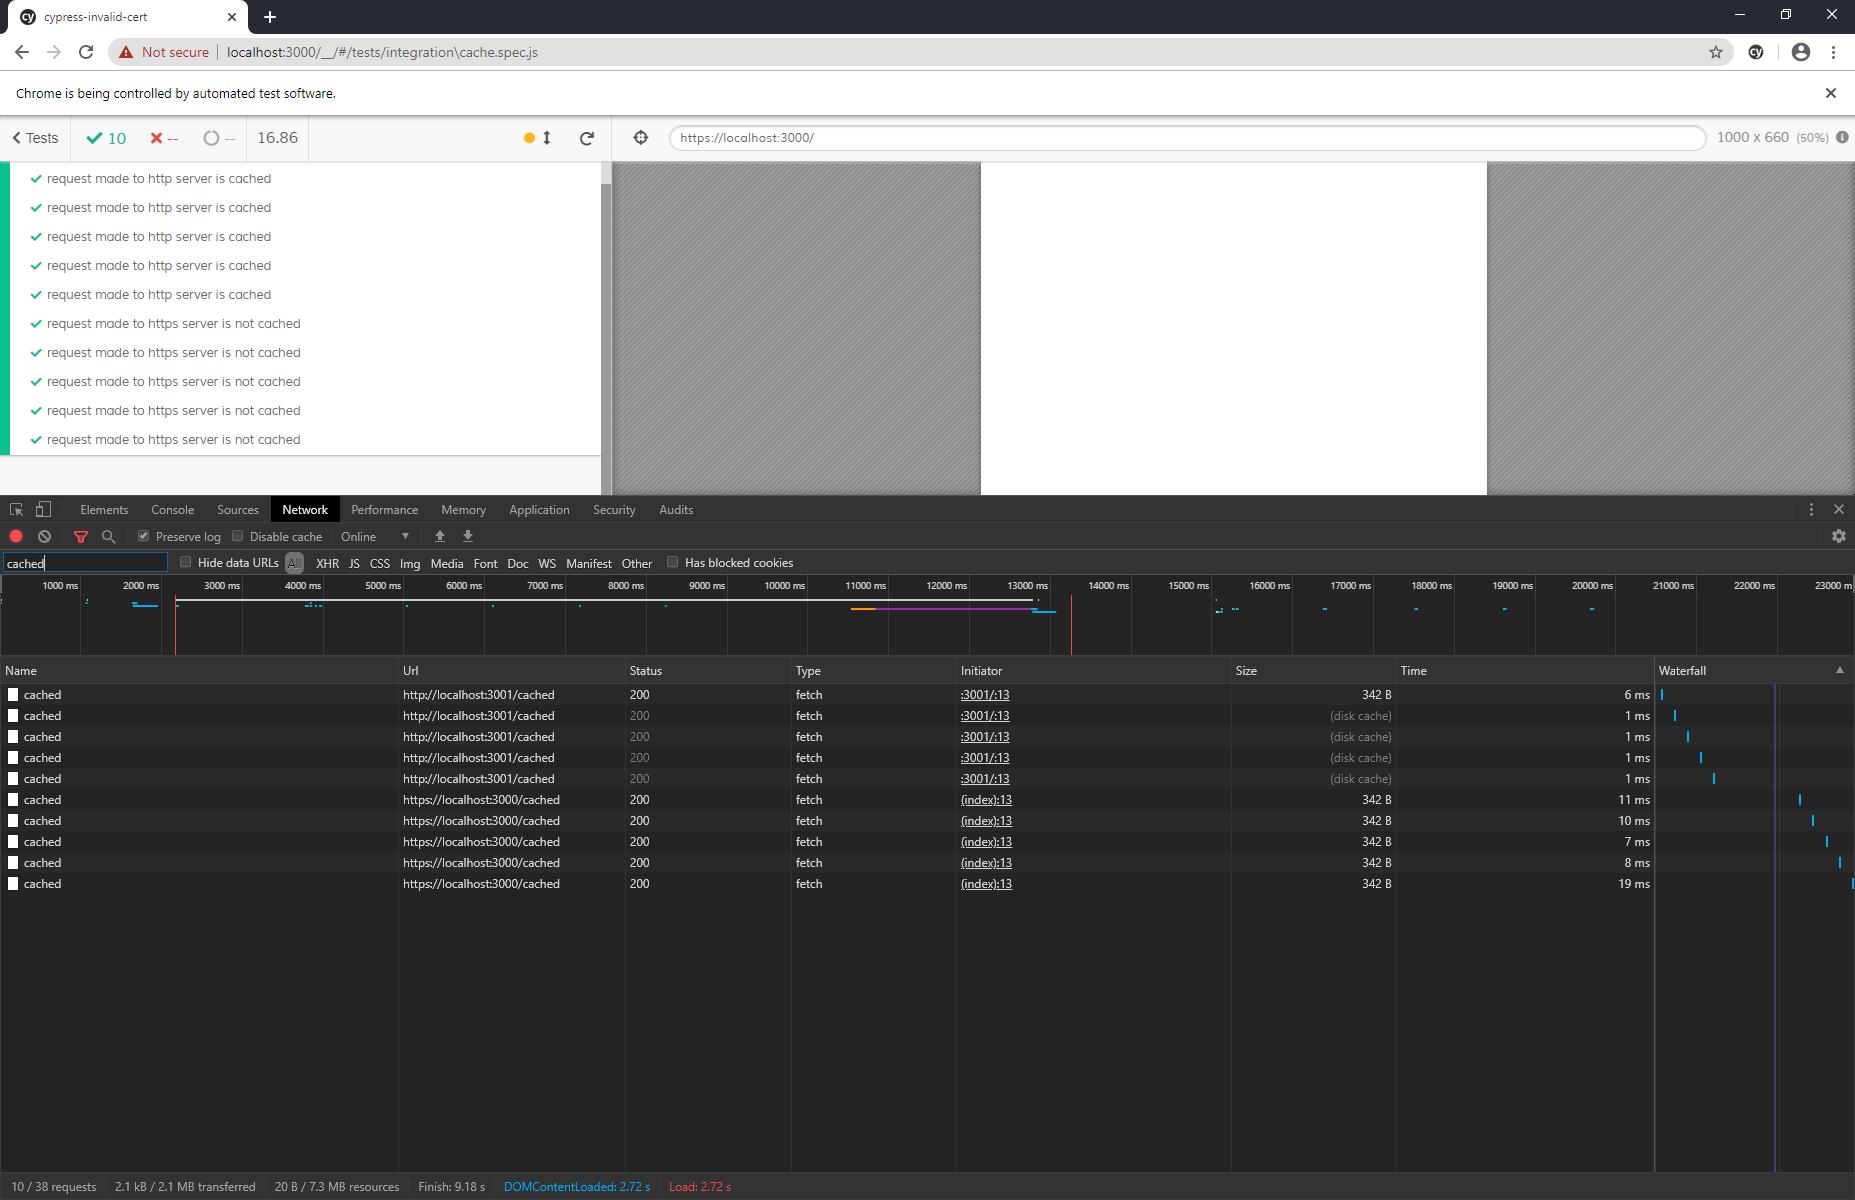 cypress-invalid-cert
Not secure localhost:3000/__/#/tests/integration\cache.spec.js
Chrome is being controlled by automated test software.
Tests 10 -- -- 16.86 https://localhost:3000/ 1000 x 660 (50%)
request made to http server is cached
request made to http server is cached
request made to http server is cached
request made to http server is cached
request made to http server is cached
request made to https server is not cached
request made to https server is not cached
request made to https server is not cached
request made to https server is not cached
request made to https server is not cached
Elements Console Sources Network Performance Memory Application Security Audits
Preserve log Disable cache Online
cached Hide data URLs All XHR JS CSS Img Media Font Doc WS Manifest Other Has blocked cookies
1000 ms 2000 ms 3000 ms 4000 ms 5000 ms 6000 ms 7000 ms 8000 ms 9000 ms 10000 ms 11000 ms 12000 ms 13000 ms 14000 ms 15000 ms 16000 ms 17000 ms 18000 ms 19000 ms 20000 ms 21000 ms 22000 ms 23000 m
Name Url Status Type Initiator Size Time Waterfall
cached http://localhost:3001/cached 200 fetch :3001/:13 342 B 6 ms
cached http://localhost:3001/cached 200 fetch :3001/:13 (disk cache) 1 ms
cached http://localhost:3001/cached 200 fetch :3001/:13 (disk cache) 1 ms
cached http://localhost:3001/cached 200 fetch :3001/:13 (disk cache) 1 ms
cached http://localhost:3001/cached 200 fetch :3001/:13 (disk cache) 1 ms
cached https://localhost:3000/cached 200 fetch (index):13 342 B 11 ms
cached https://localhost:3000/cached 200 fetch (index):13 342 B 10 ms
cached https://localhost:3000/cached 200 fetch (index):13 342 B 7 ms
cached https://localhost:3000/cached 200 fetch (index):13 342 B 8 ms
cached https://localhost:3000/cached 200 fetch (index):13 342 B 19 ms
10 / 38 requests 2.1 kB / 2.1 MB transferred 20 B / 7.3 MB resources Finish: 9.18 s DOMContentLoaded: 2.72 s Load: 2.72 s